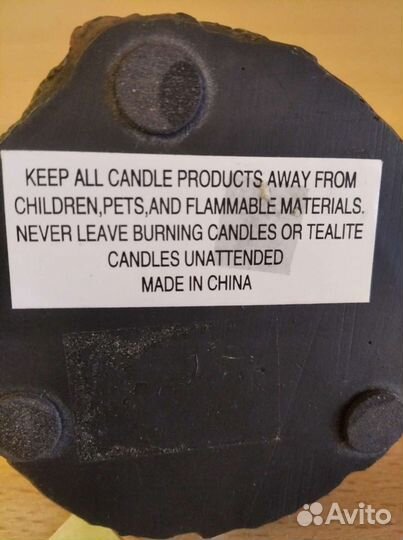 KEEP ALL CANDLE PRODUCTS AWAY FROM
CHILDREN,PETS,AND FLAMMABLE MATERIALS.
NEVER LEAVE BURNING CANDLES OR TEALITE
CANDLES UNATTENDED
MADE IN CHINA
Avito